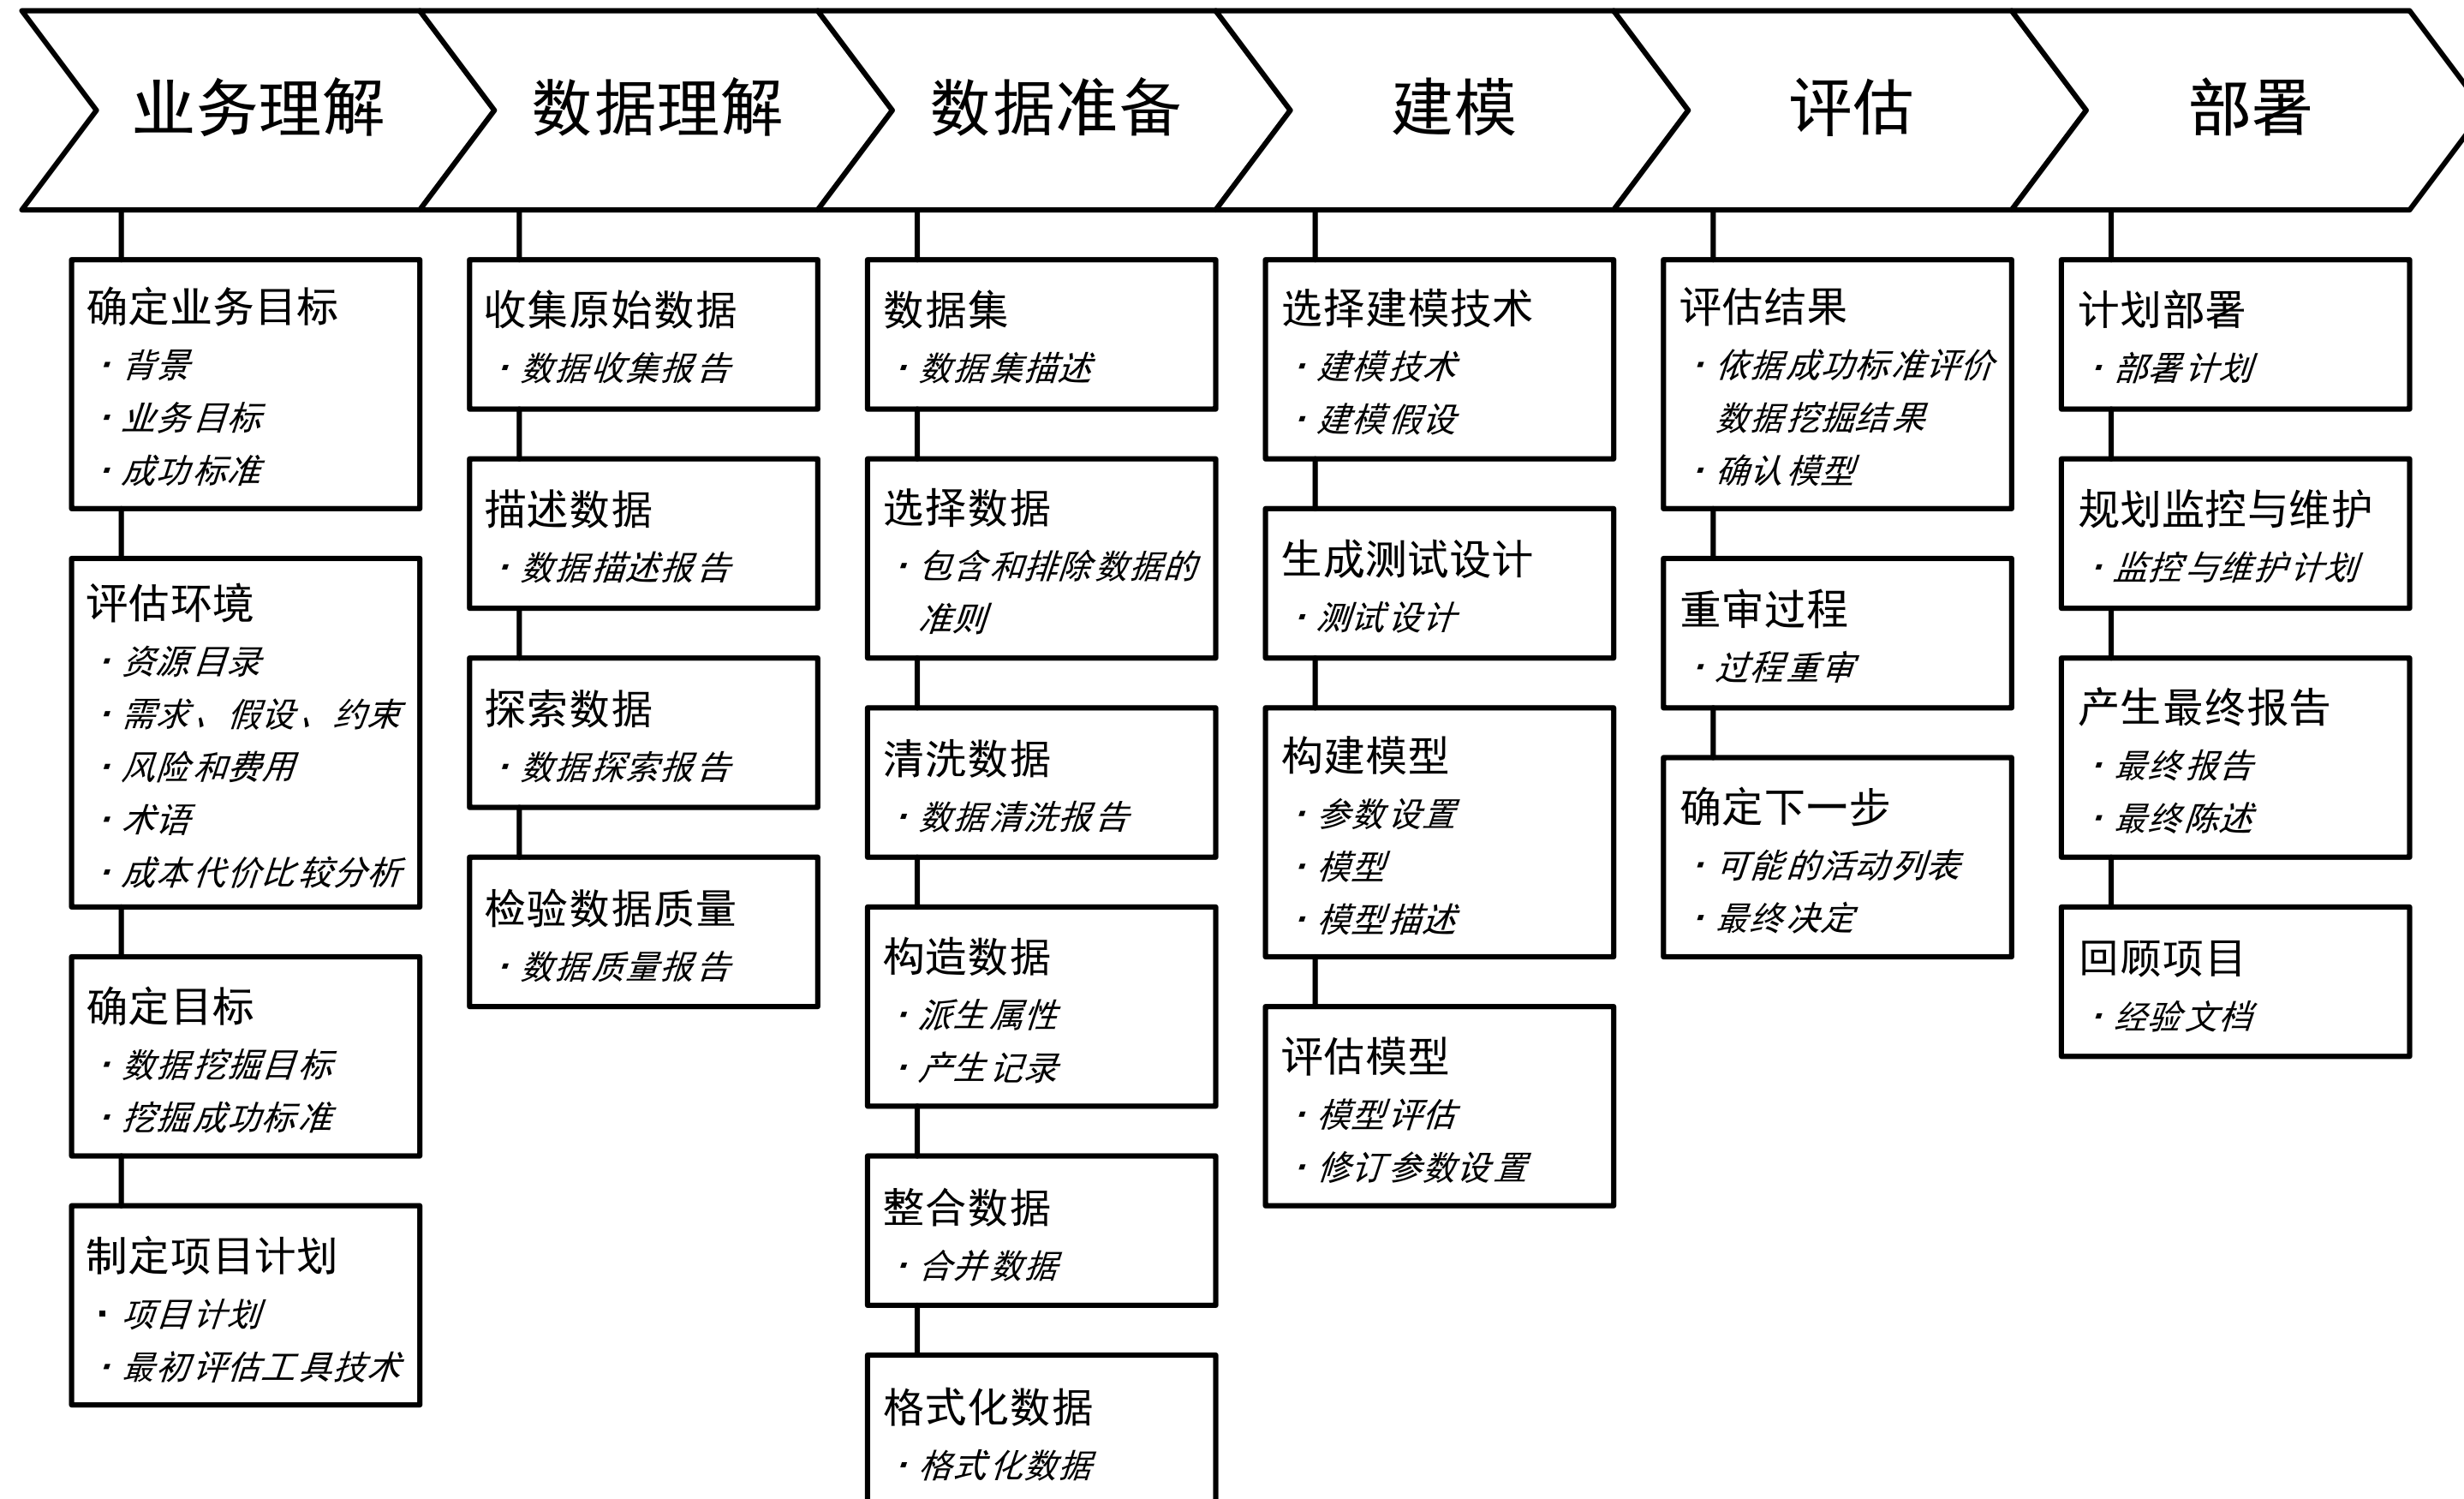 业务理解
数据理解
数据准备
建模
评估
部署
确定业务目标
·背景
·业务目标
·成功标准
评估环境
·资源目录
·需求、假设、约束
·风险和费用
·术语
·成本代价比较分析
确定目标
·数据挖掘目标
·挖掘成功标准
制定项目计划
·项目计划
·最初评估工具技术
收集原始数据
·数据收集报告
描述数据
·数据描述报告
探索数据
·数据探索报告
检验数据质量
·数据质量报告
数据集
·数据集描述
选择数据
·包含和排除数据的
准则
清洗数据
·数据清洗报告
构造数据
·派生属性
·产生记录
整合数据
·合并数据
格式化数据
·格式化数据
选择建模技术
·建模技术
·建模假设
生成测试设计
·测试设计
构建模型
·参数设置
·模型
·模型描述
评估模型
·模型评估
·修订参数设置
评估结果
·依据成功标准评价
数据挖掘结果
·确认模型
重审过程
·过程重审
确定下一步
·可能的活动列表
·最终决定
计划部署
·部署计划
规划监控与维护
·监控与维护计划
产生最终报告
·最终报告
·最终陈述
回顾项目
·经验文档